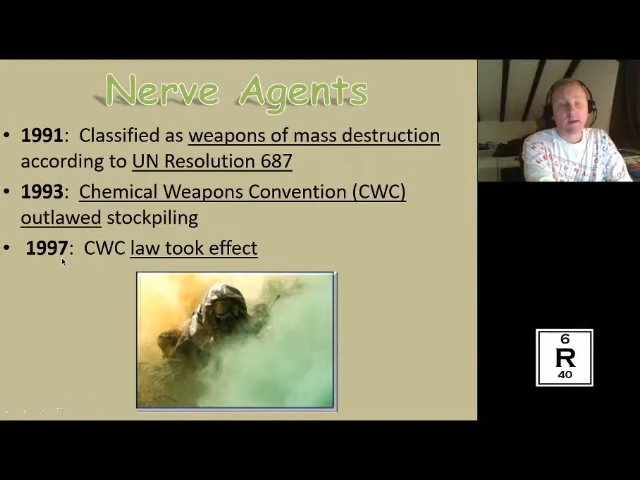 Nerve Agents
• 1991: Classified as weapons of mass destruction
according to UN Resolution 687
• 1993: Chemical Weapons Convention (CWC)
outlawed stockpiling
• 1997: CWC law took effect
6
R
40